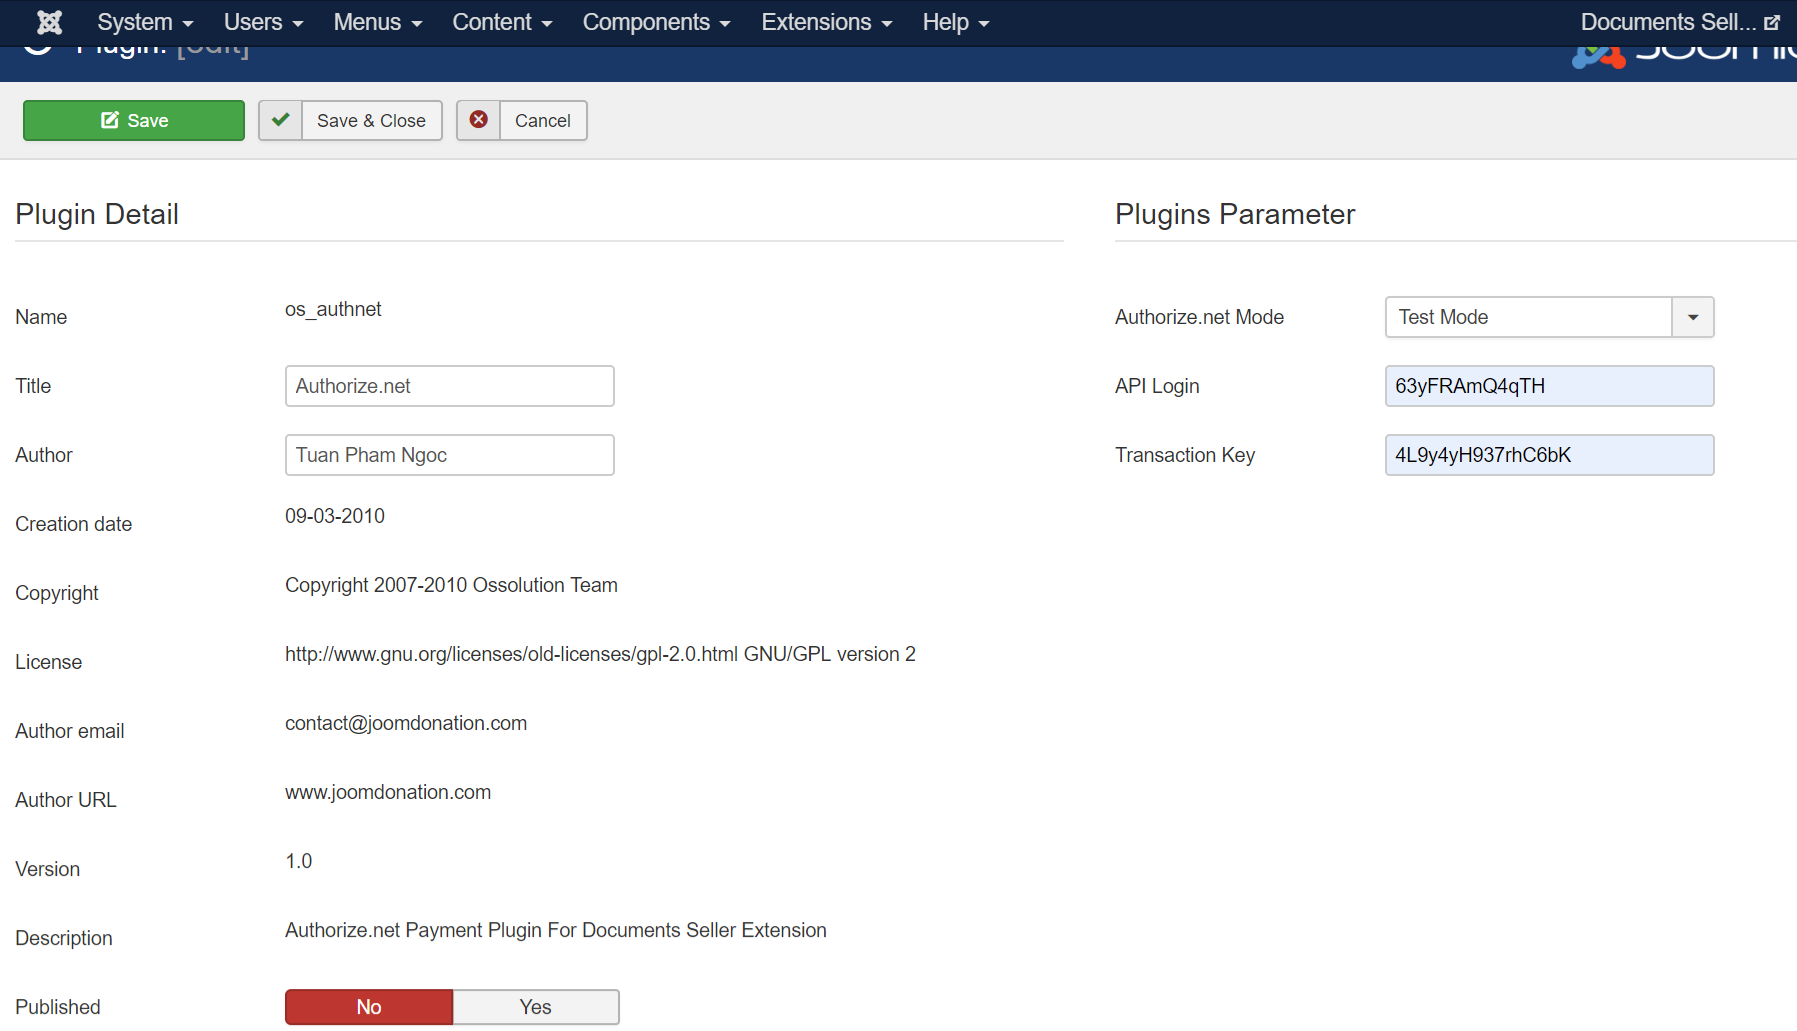 System Users Menus Content Components Extensions Help Documents Sell...
Plugin: [edit]
Joomla
Save Save & Close Cancel
Plugin Detail
Name os_authnet
Title Authorize.net
Author Tuan Pham Ngoc
Creation date 09-03-2010
Copyright Copyright 2007-2010 Ossolution Team
License http://www.gnu.org/licenses/old-licenses/gpl-2.0.html GNU/GPL version 2
Author email contact@joomdonation.com
Author URL www.joomdonation.com
Version 1.0
Description Authorize.net Payment Plugin For Documents Seller Extension
Published No Yes
Plugins Parameter
Authorize.net Mode Test Mode
API Login 63yFRAmQ4qTH
Transaction Key 4L9y4yH937rhC6bK